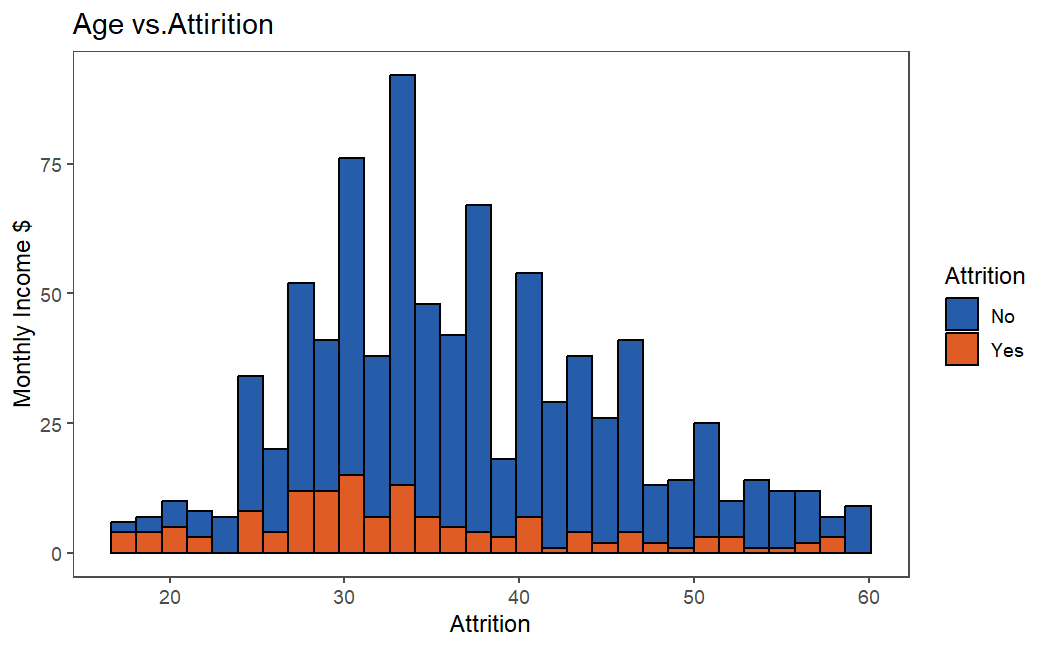 Age vs.Attirition
Monthly Income $
75
50
25
0
20 30 40 50 60
Attrition
Attrition
No
Yes